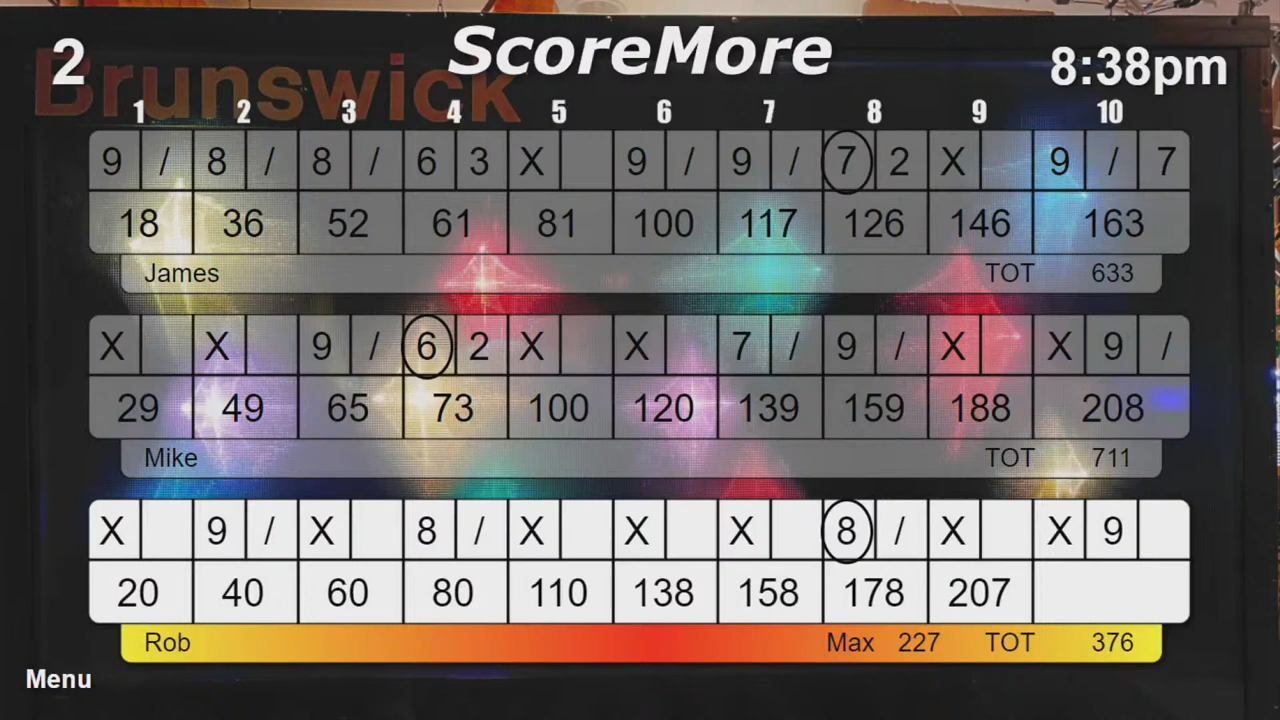 ScoreMore
2 Brunswick 8:38pm
1 2 3 4 5 6 7 8 9 10
9 / 8 / 8 / 6 3 X 9 / 9 / 7 2 X 9 / 7
18 36 52 61 81 100 117 126 146 163
James TOT 633
X X 9 / 6 2 X X 7 / 9 / X X 9 /
29 49 65 73 100 120 139 159 188 208
Mike TOT 711
X 9 / X 8 / X X X 8 / X X 9
20 40 60 80 110 138 158 178 207
Rob Max 227 TOT 376
Menu